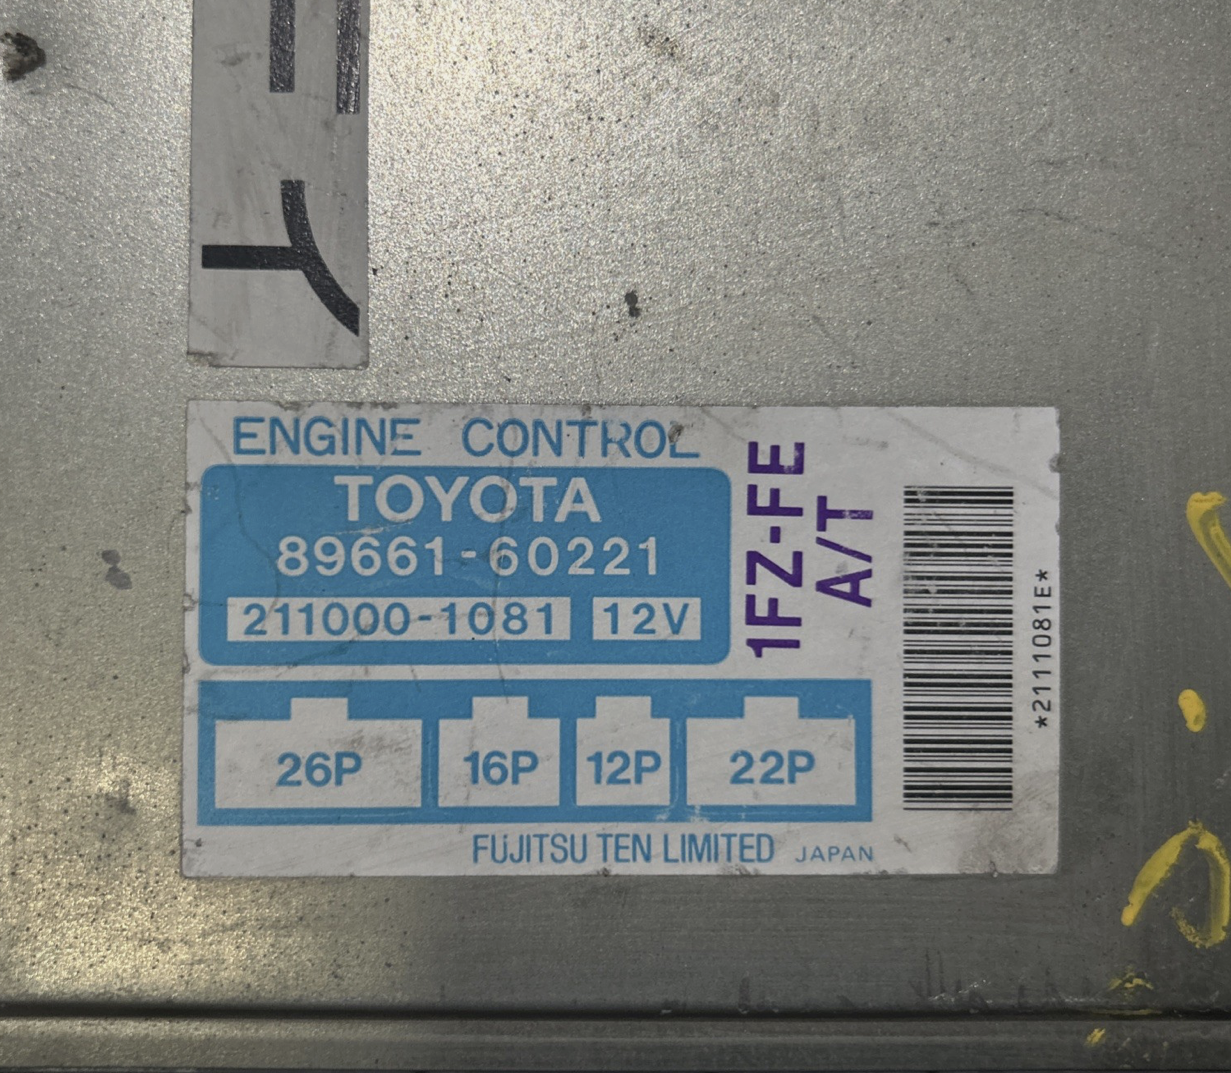 ENGINE CONTROL
TOYOTA
89661-60221
211000-1081 12V
1FZ-FE
A/T
*2111081E*
26P 16P 12P 22P
FUJITSU TEN LIMITED JAPAN